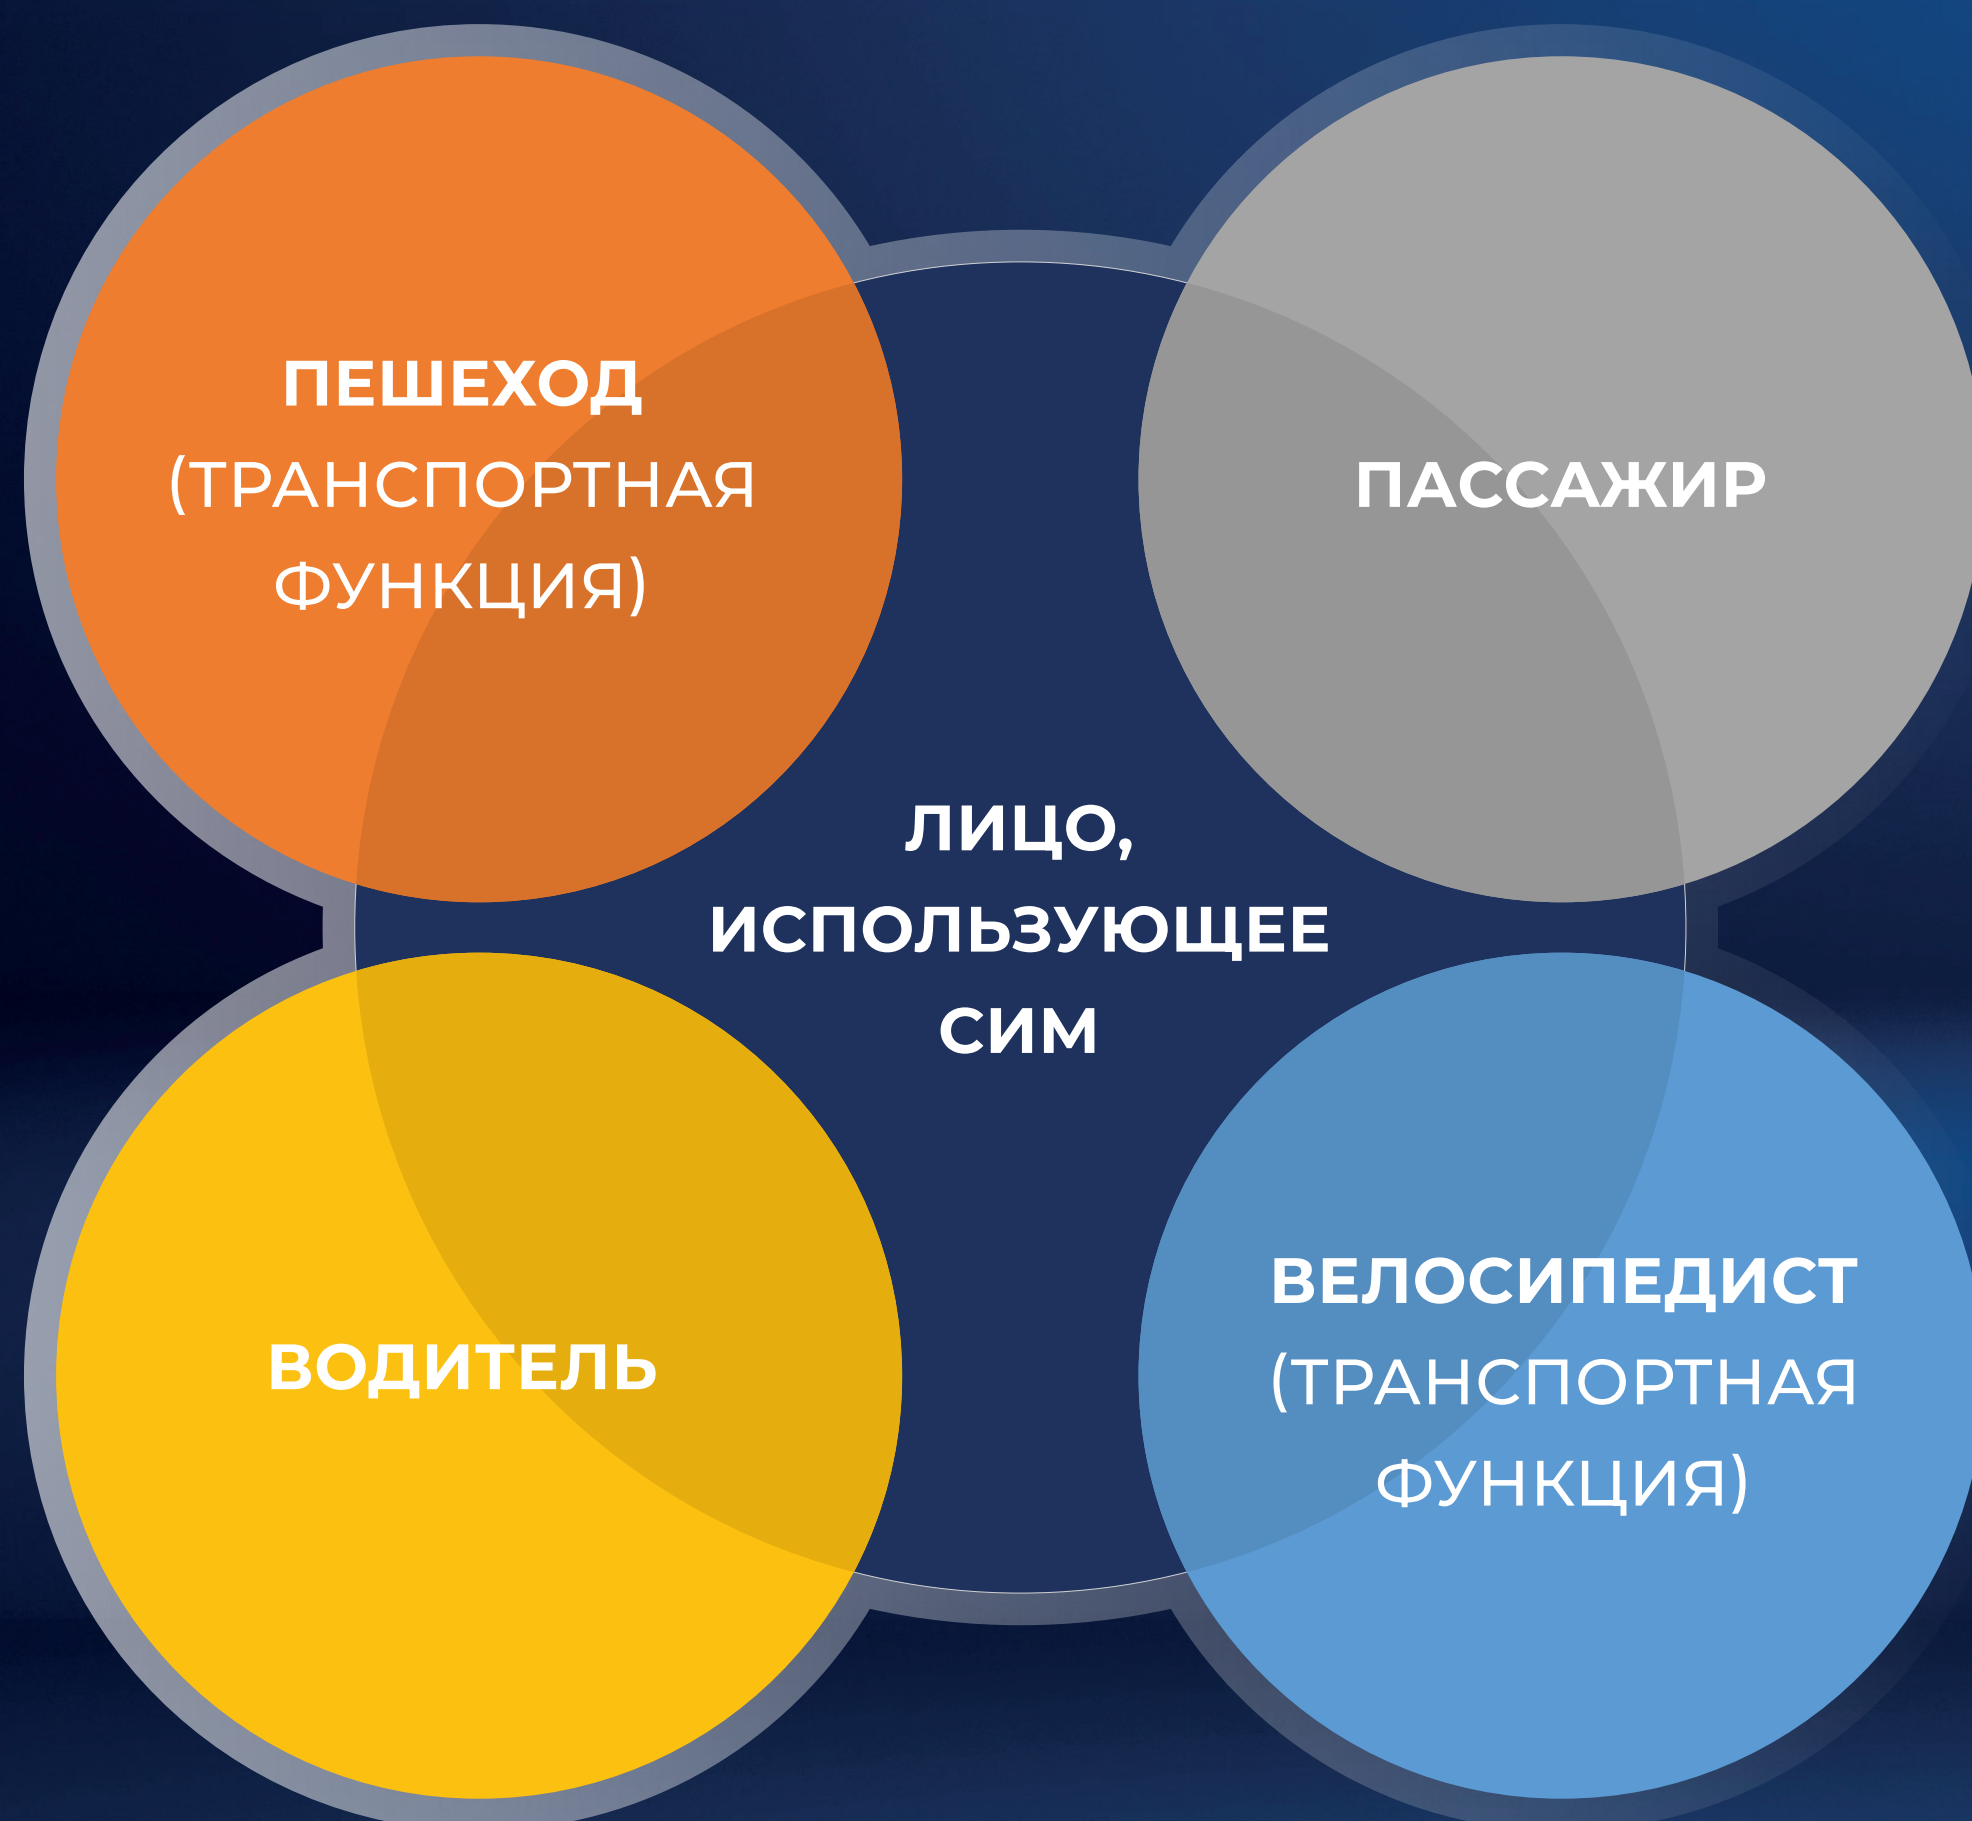 ПЕШЕХОД
(ТРАНСПОРТНАЯ
ФУНКЦИЯ)
ПАССАЖИР
ЛИЦО,
ИСПОЛЬЗУЮЩЕЕ
СИМ
ВОДИТЕЛЬ
ВЕЛОСИПЕДИСТ
(ТРАНСПОРТНАЯ
ФУНКЦИЯ)